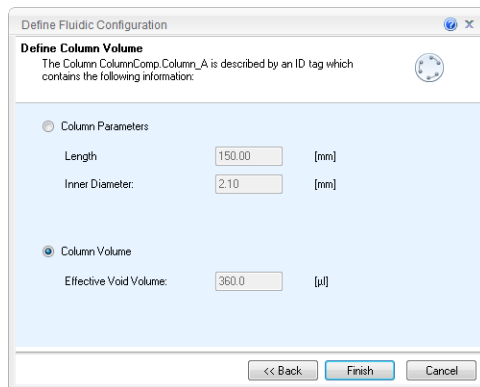 Define Fluidic Configuration
Define Column Volume
The Column ColumnComp.Column_A is described by an ID tag which
contains the following information:
Column Parameters
Length 150.00 [mm]
Inner Diameter: 2.10 [mm]
Column Volume
Effective Void Volume: 360.0 [µl]
<< Back Finish Cancel